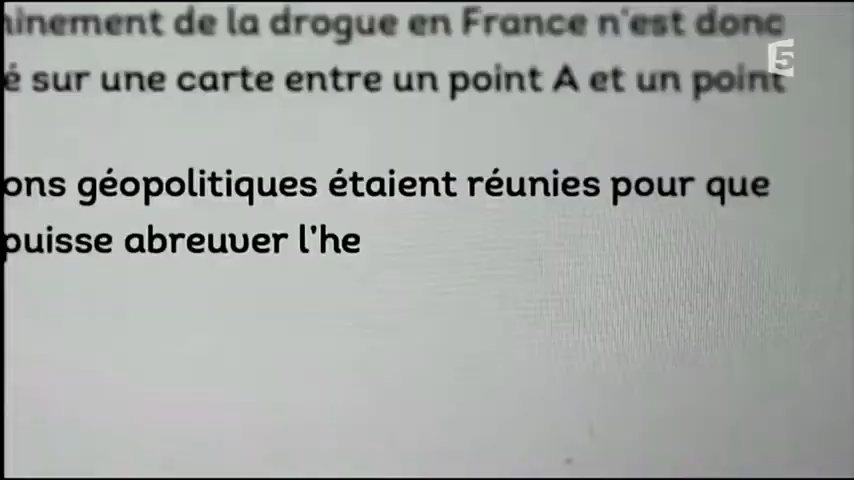 inement de la drogue en France n'est donc
é sur une carte entre un point A et un point
ons géopolitiques étaient réunies pour que
puisse abreuver l'he
5